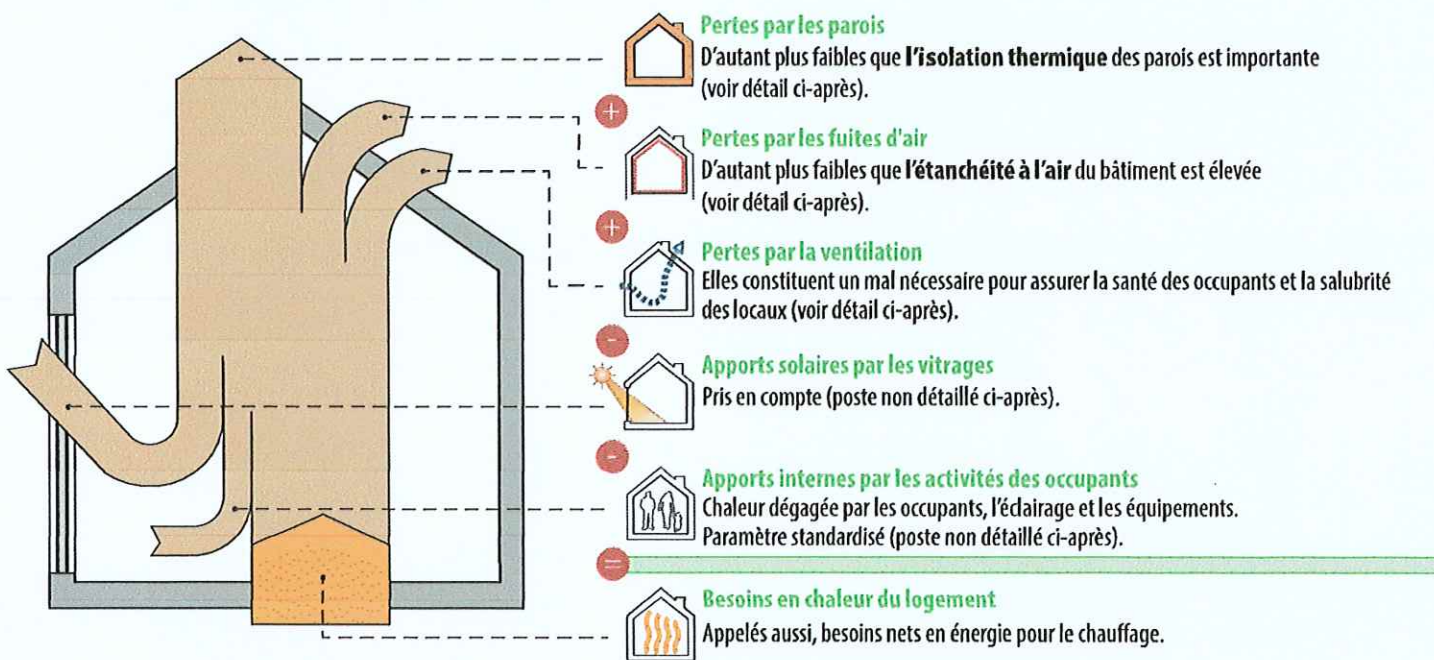 Pertes par les parois
D'autant plus faibles que l'isolation thermique des parois est importante
(voir détail ci-après).
+
Pertes par les fuites d'air
D'autant plus faibles que l'étanchéité à l'air du bâtiment est élevée
(voir détail ci-après).
+
Pertes par la ventilation
Elles constituent un mal nécessaire pour assurer la santé des occupants et la salubrité
des locaux (voir détail ci-après).
-
Apports solaires par les vitrages
Pris en compte (poste non détaillé ci-après).
-
Apports internes par les activités des occupants
Chaleur dégagée par les occupants, l'éclairage et les équipements.
Paramètre standardisé (poste non détaillé ci-après).
=
Besoins en chaleur du logement
Appelés aussi, besoins nets en énergie pour le chauffage.